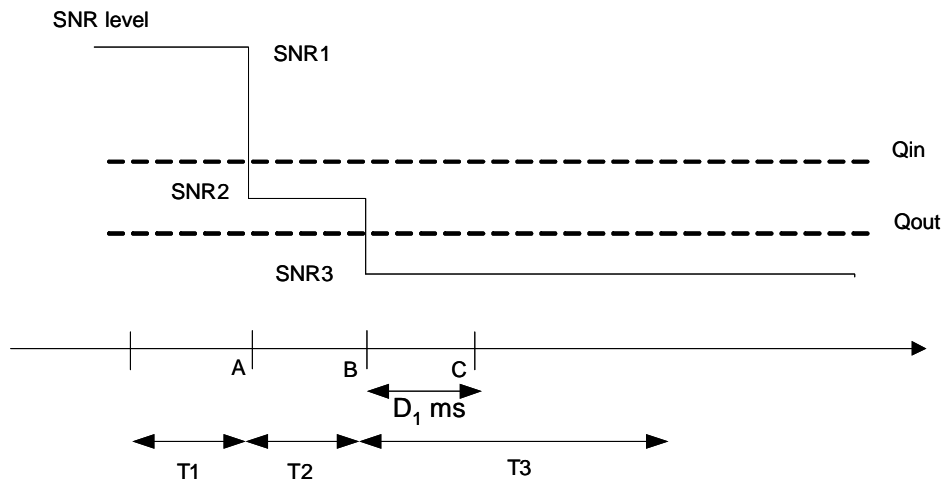 SNR level
SNR1
Qin
SNR2
Qout
SNR3
A
B
C
D₁ ms
T1
T2
T3